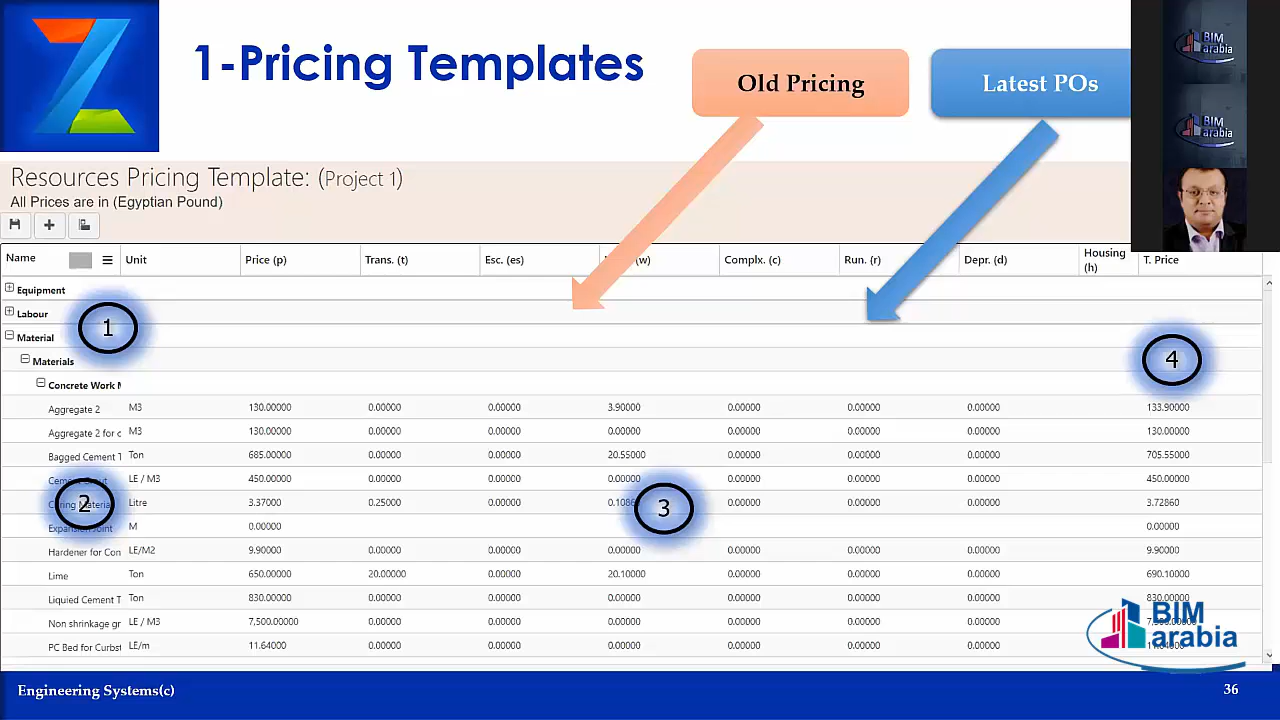 1-Pricing Templates
Old Pricing
Latest POs
BIM arabia
BIM arabia
Resources Pricing Template: (Project 1)
All Prices are in (Egyptian Pound)
Name Unit Price (p) Trans. (t) Esc. (es) (w) Complx. (c) Run. (r) Depr. (d) Housing (h) T. Price
Equipment
Labour
1
Material
Materials
4
Concrete Work M
Aggregate 2 M3 130.00000 0.00000 0.00000 3.90000 0.00000 0.00000 0.00000 133.90000
Aggregate 2 for c M3 130.00000 0.00000 0.00000 0.00000 0.00000 0.00000 0.00000 130.00000
Bagged Cement T Ton 685.00000 0.00000 0.00000 20.55000 0.00000 0.00000 0.00000 705.55000
LE / M3 450.00000 0.00000 0.00000 0.00000 0.00000 0.00000 0.00000 450.00000
2
3
Litre 3.37000 0.25000 0.00000 0.00000 0.00000 0.00000 3.72860
Expansion Joint M 0.00000 0.00000
Hardener for Con LE/M2 9.90000 0.00000 0.00000 0.00000 0.00000 0.00000 0.00000 9.90000
Lime Ton 650.00000 20.00000 0.00000 20.10000 0.00000 0.00000 0.00000 690.10000
Liquied Cement T Ton 830.00000 0.00000 0.00000 0.00000 0.00000 0.00000 0.00000 830.00000
Non shrinkage gr LE / M3 7,500.00000 0.00000 0.00000 0.00000 0.00000 0.00000 0.00000
PC Bed for Curbst LE/m 11.64000 0.00000 0.00000 0.00000 0.00000 0.00000 0.00000
BIM arabia
Engineering Systems(c)
36